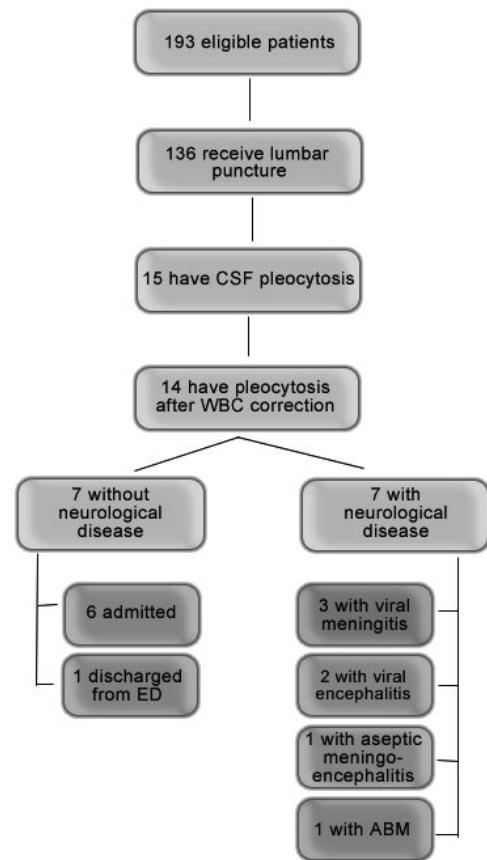 193 eligible patients
136 receive lumbar
puncture
15 have CSF pleocytosis
14 have pleocytosis
after WBC correction
7 without
neurological
disease
6 admitted
1 discharged
from ED
7 with
neurological
disease
3 with viral
meningitis
2 with viral
encephalitis
1 with aseptic
meningo-
encephalitis
1 with ABM